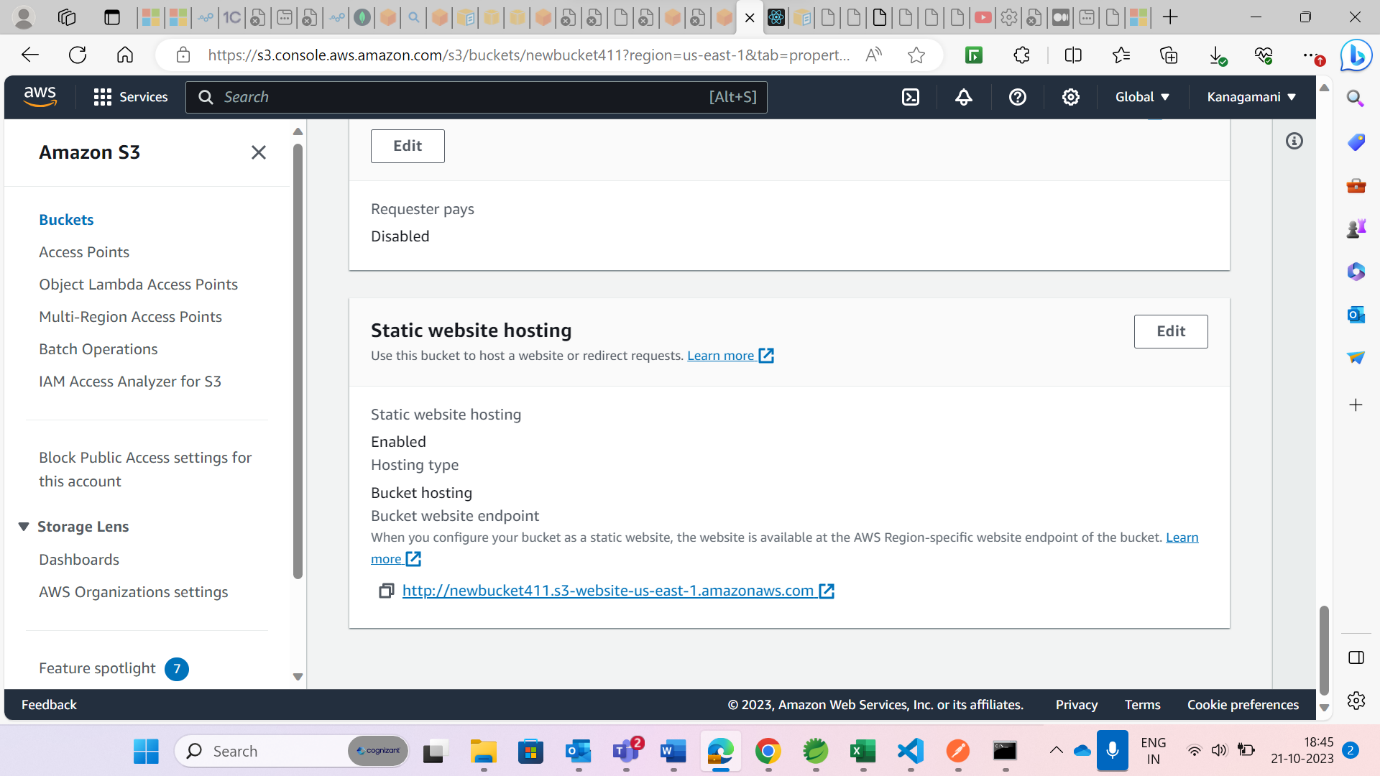 1C
https://s3.console.aws.amazon.com/s3/buckets/newbucket411?region=us-east-1&tab=propert...
aws
Services
Search
[Alt+S]
Global
Kanagamani
Amazon S3
Buckets
Access Points
Object Lambda Access Points
Multi-Region Access Points
Batch Operations
IAM Access Analyzer for S3
Block Public Access settings for
this account
Storage Lens
Dashboards
AWS Organizations settings
Feature spotlight
7
Edit
Requester pays
Disabled
Static website hosting
Edit
Use this bucket to host a website or redirect requests. Learn more
Static website hosting
Enabled
Hosting type
Bucket hosting
Bucket website endpoint
When you configure your bucket as a static website, the website is available at the AWS Region-specific website endpoint of the bucket. Learn
more
http://newbucket411.s3-website-us-east-1.amazonaws.com
Feedback
© 2023, Amazon Web Services, Inc. or its affiliates.
Privacy
Terms
Cookie preferences
Search
cognizant
2
ENG
IN
18:45
21-10-2023
2